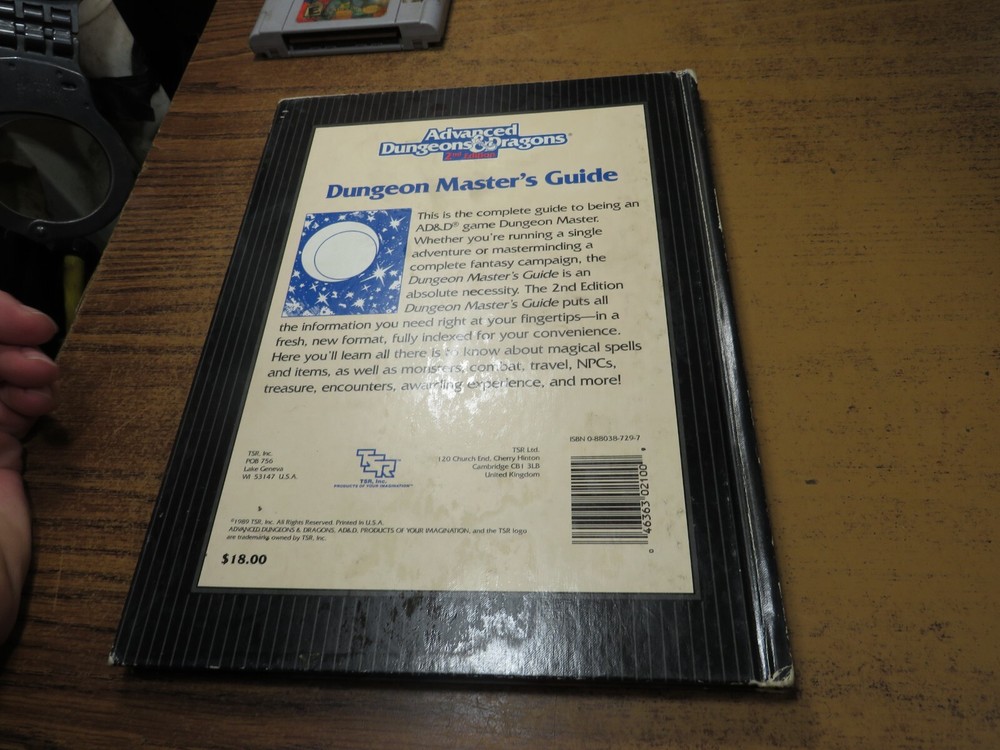 Advanced
Dungeons & Dragons®
2nd Edition
Dungeon Master's Guide
This is the complete guide to being an
AD&D® game Dungeon Master.
Whether you're running a single
adventure or masterminding a
complete fantasy campaign, the
Dungeon Master's Guide is an
absolute necessity. The 2nd Edition
Dungeon Master's Guide puts all
the information you need right at your fingertips—in a
fresh, new format, fully indexed for your convenience.
Here you'll learn all there is to know about magical spells
and items, as well as monsters, combat, travel, NPCs,
treasure, encounters, awarding experience, and more!
TSR, Inc.
POB 756
Lake Geneva
WI 53147 U.S.A.
TSR
TSR, Inc.
PRODUCTS OF YOUR IMAGINATION™
TSR Ltd.
120 Church End, Cherry Hinton
Cambridge CB1 3LB
United Kingdom
ISBN 0-88038-729-7
0 46363 02100 8
©1989 TSR, Inc. All Rights Reserved. Printed in U.S.A.
ADVANCED DUNGEONS & DRAGONS, AD&D, PRODUCTS OF YOUR IMAGINATION, and the TSR logo
are trademarks owned by TSR, Inc.
$18.00